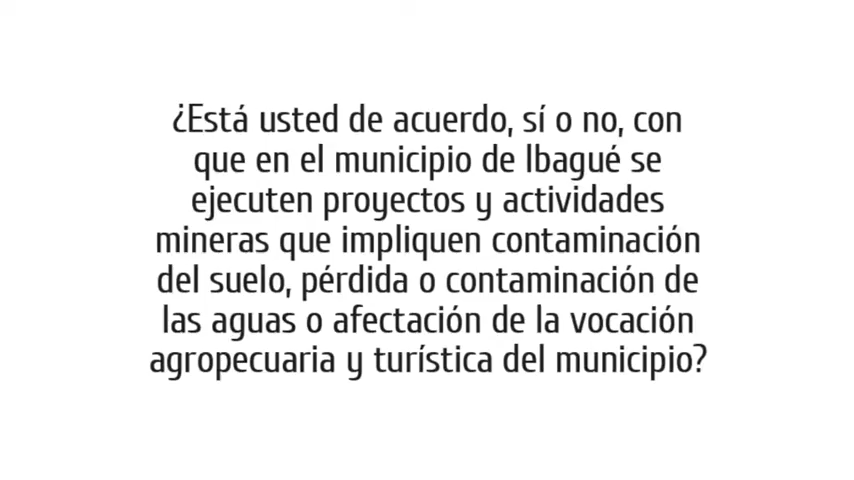 ¿Está usted de acuerdo, sí o no, con
que en el municipio de Ibagué se
ejecuten proyectos y actividades
mineras que impliquen contaminación
del suelo, pérdida o contaminación de
las aguas o afectación de la vocación
agropecuaria y turística del municipio?